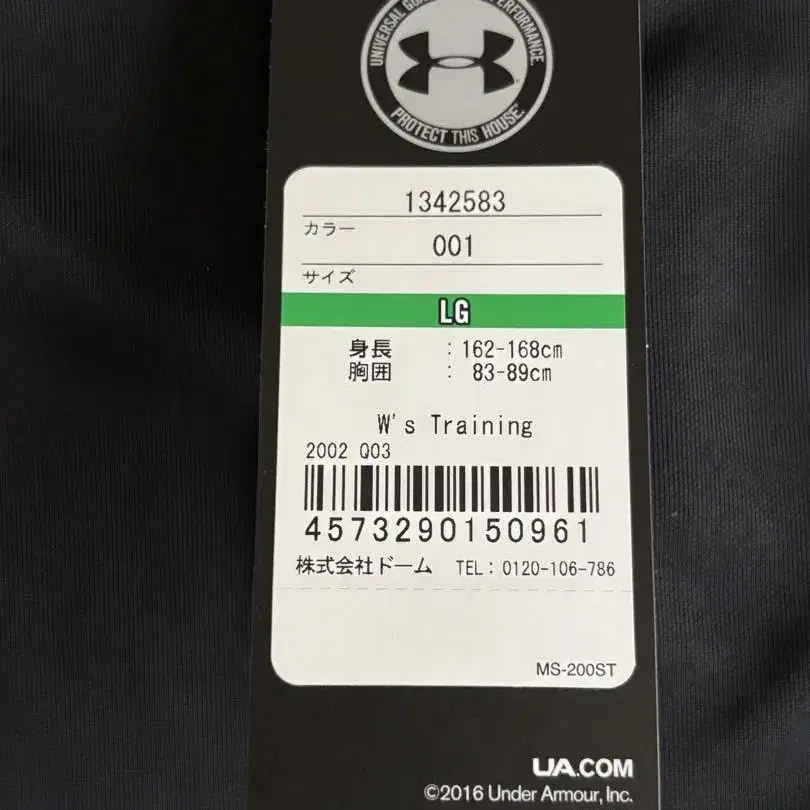 UNIVERSAL GU PERFORMANCE.
PROTECT THIS HOUSE.
1342583
カラー
001
サイズ
LG
身長 : 162-168cm
胸囲 : 83-89cm
W's Training
2002 Q03
4573290150961
株式会社ドーム TEL: 0120-106-786
MS-200ST
UA.COM
©2016 Under Armour, Inc.